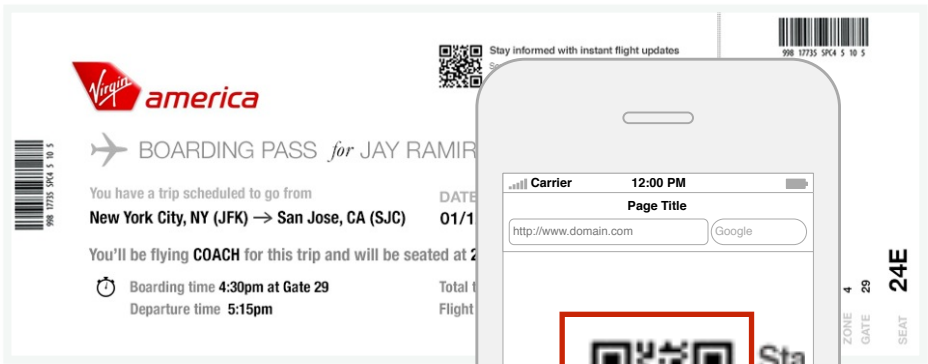 Stay informed with instant flight updates
998 17735 SPC4 5 10 5
Virgin
america
BOARDING PASS for JAY RAMIR
998 17735 SPC4 5 10 5
You have a trip scheduled to go from
DATE
New York City, NY (JFK) → San Jose, CA (SJC)
01/1
You'll be flying COACH for this trip and will be seated at 2
Boarding time 4:30pm at Gate 29
Total t
Departure time 5:15pm
Flight
Carrier
12:00 PM
Page Title
http://www.domain.com
Google
Sta
ZONE 4
GATE 29
SEAT 24E